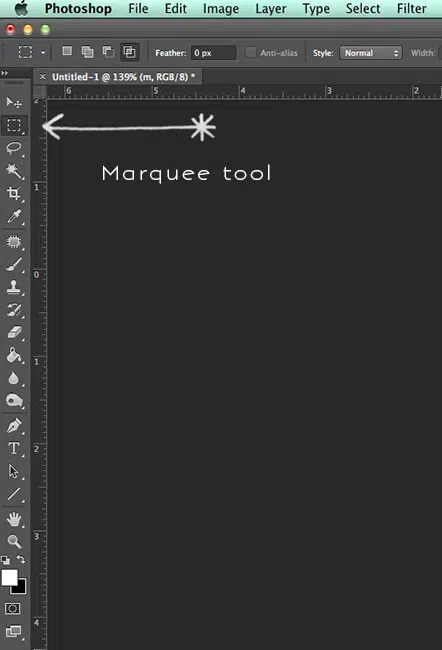 Photoshop File Edit Image Layer Type Select Filter
Feather: 0 px Anti-alias Style: Normal Width:
× Untitled-1 @ 139% (m, RGB/8) *
6 5 4 3 2
2
Marquee tool
1
0
1
2
T
3
4